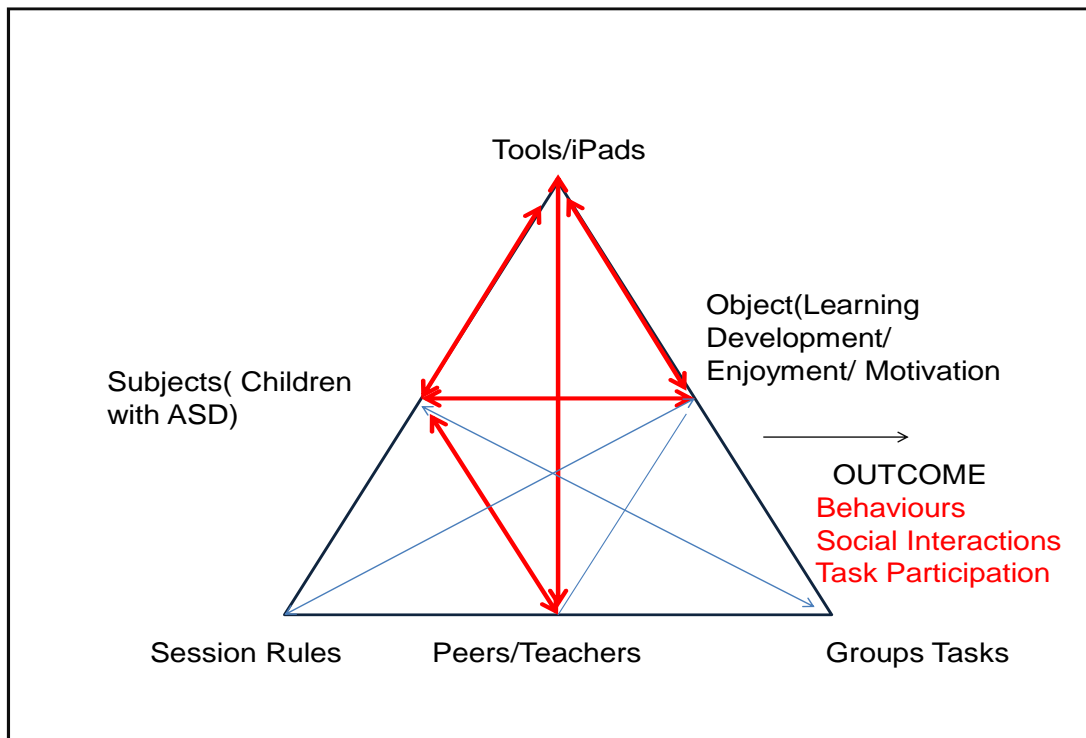 Tools/iPads
Object(Learning
Development/
Enjoyment/ Motivation
Subjects( Children
with ASD)
OUTCOME
Behaviours
Social Interactions
Task Participation
Session Rules
Peers/Teachers
Groups Tasks